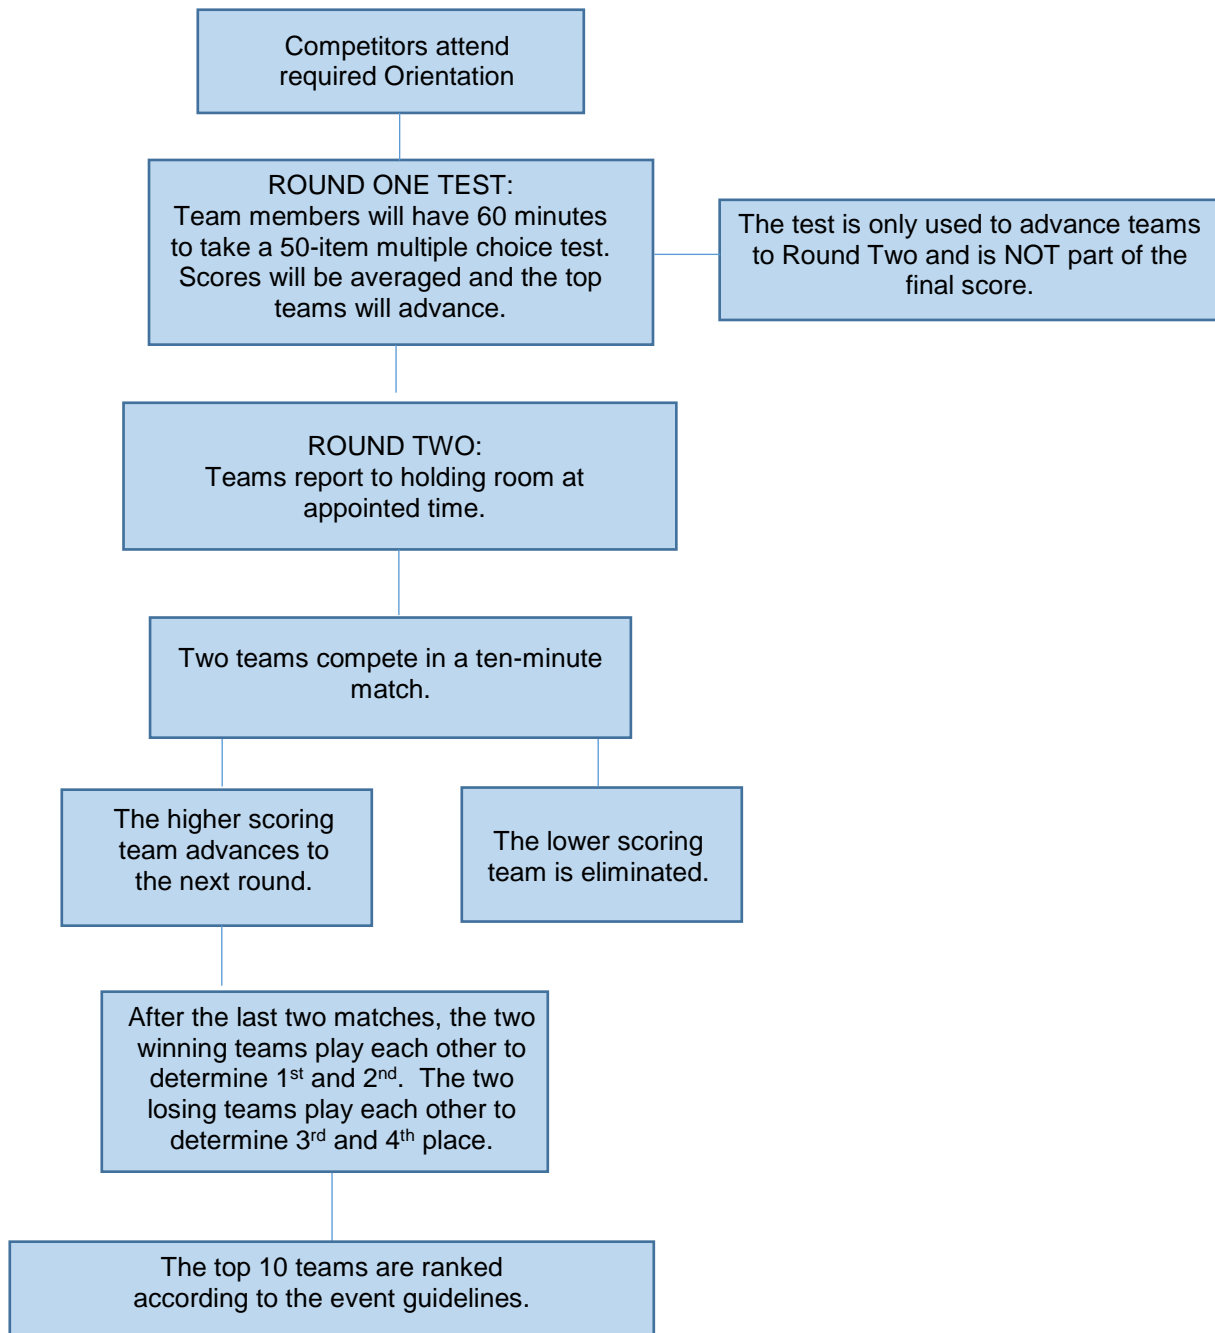 Competitors attend
required Orientation
ROUND ONE TEST:
Team members will have 60 minutes
to take a 50-item multiple choice test.
Scores will be averaged and the top
teams will advance.
The test is only used to advance teams
to Round Two and is NOT part of the
final score.
ROUND TWO:
Teams report to holding room at
appointed time.
Two teams compete in a ten-minute
match.
The higher scoring
team advances to
the next round.
The lower scoring
team is eliminated.
After the last two matches, the two
winning teams play each other to
determine 1st and 2nd.  The two
losing teams play each other to
determine 3rd and 4th place.
The top 10 teams are ranked
according to the event guidelines.